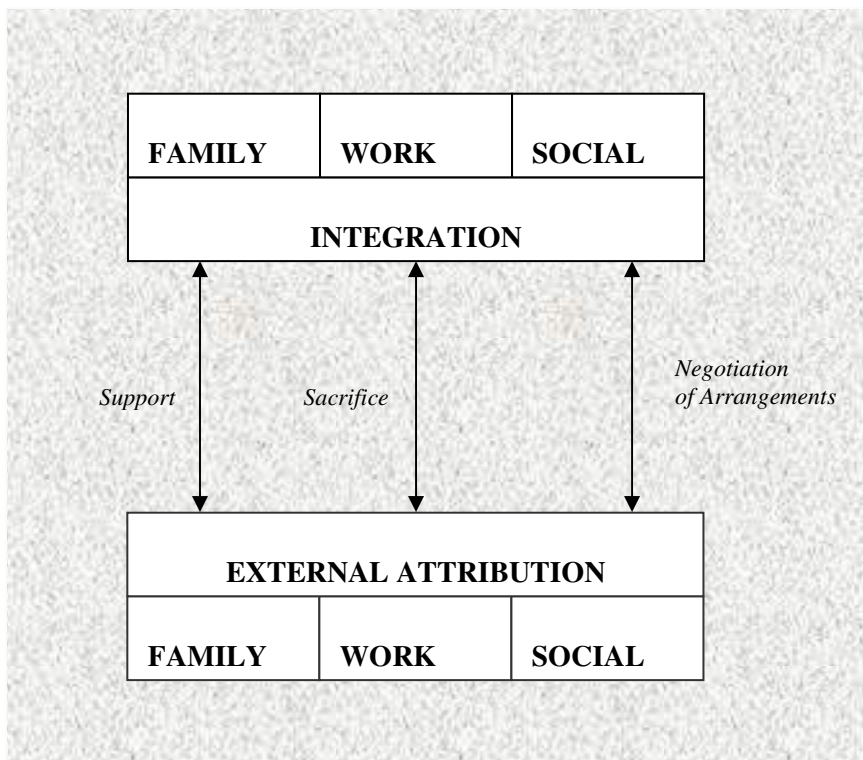 FAMILY WORK SOCIAL
INTEGRATION
Support
Sacrifice
Negotiation
of Arrangements
EXTERNAL ATTRIBUTION
FAMILY WORK SOCIAL